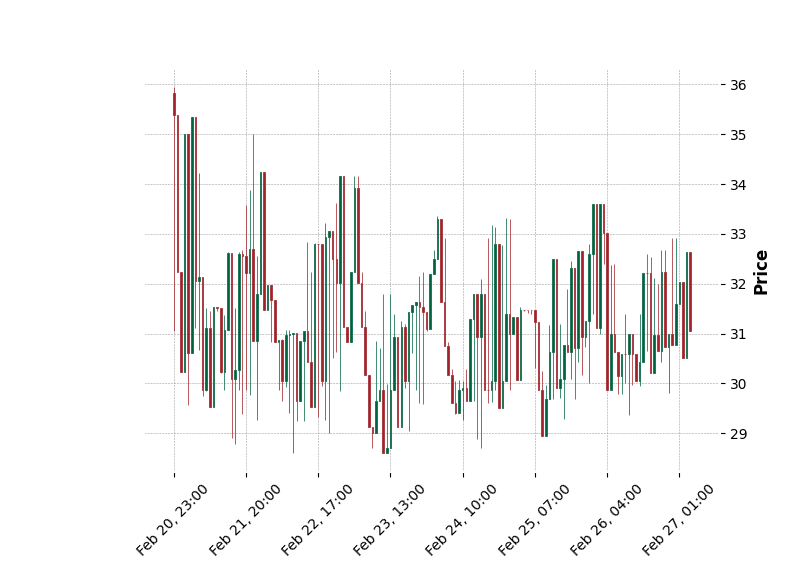 36
35
34
33
32
31
30
29
Price
Feb 20, 23:00
Feb 21, 20:00
Feb 22, 17:00
Feb 23, 13:00
Feb 24, 10:00
Feb 25, 07:00
Feb 26, 04:00
Feb 27, 01:00